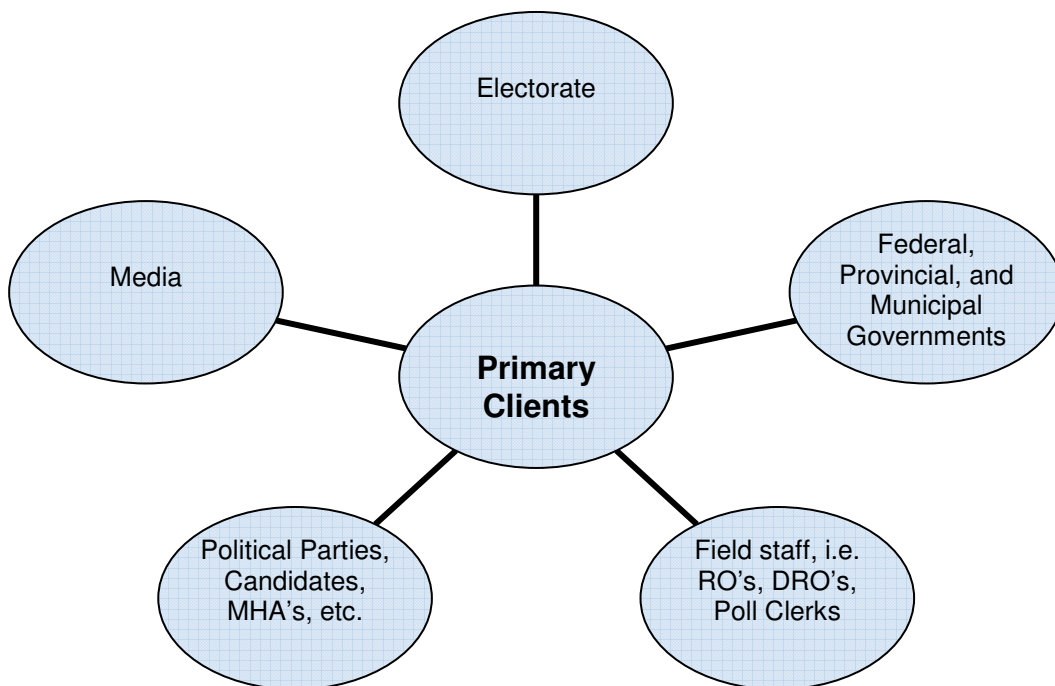 Electorate
Media
Federal,
Provincial, and
Municipal
Governments
Primary
Clients
Political Parties,
Candidates,
MHA's, etc.
Field staff, i.e.
RO's, DRO's,
Poll Clerks